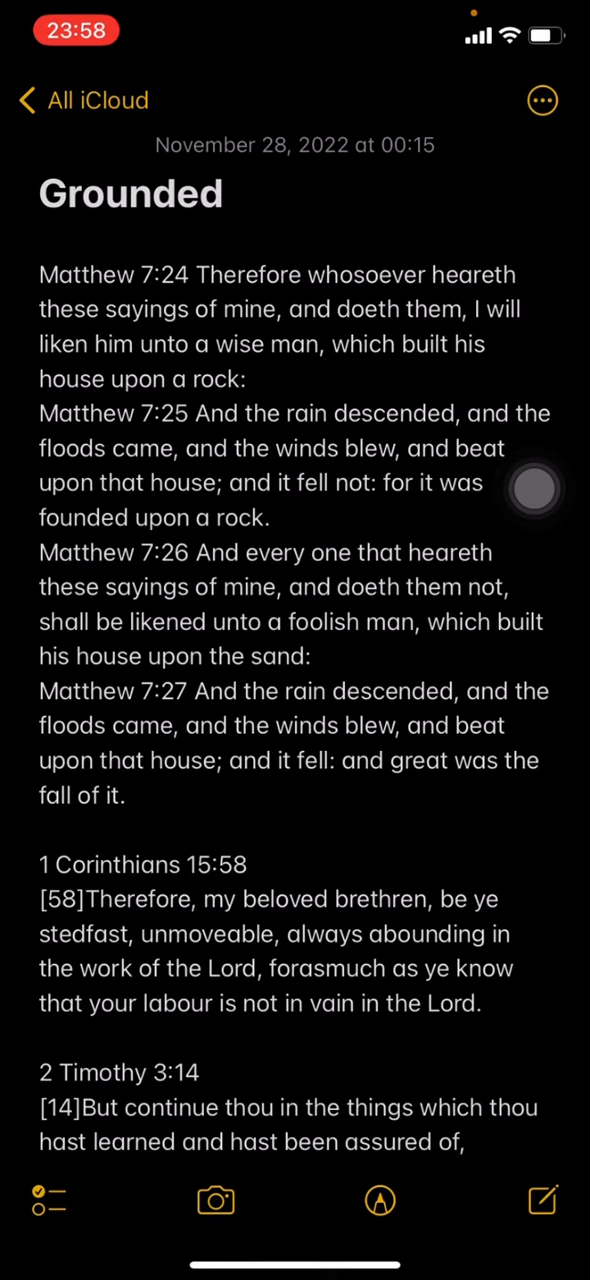 23:58
All iCloud
November 28, 2022 at 00:15
Grounded
Matthew 7:24 Therefore whosoever heareth
these sayings of mine, and doeth them, I will
liken him unto a wise man, which built his
house upon a rock:
Matthew 7:25 And the rain descended, and the
floods came, and the winds blew, and beat
upon that house; and it fell not: for it was
founded upon a rock.
Matthew 7:26 And every one that heareth
these sayings of mine, and doeth them not,
shall be likened unto a foolish man, which built
his house upon the sand:
Matthew 7:27 And the rain descended, and the
floods came, and the winds blew, and beat
upon that house; and it fell: and great was the
fall of it.
1 Corinthians 15:58
[58]Therefore, my beloved brethren, be ye
stedfast, unmoveable, always abounding in
the work of the Lord, forasmuch as ye know
that your labour is not in vain in the Lord.
2 Timothy 3:14
[14]But continue thou in the things which thou
hast learned and hast been assured of,